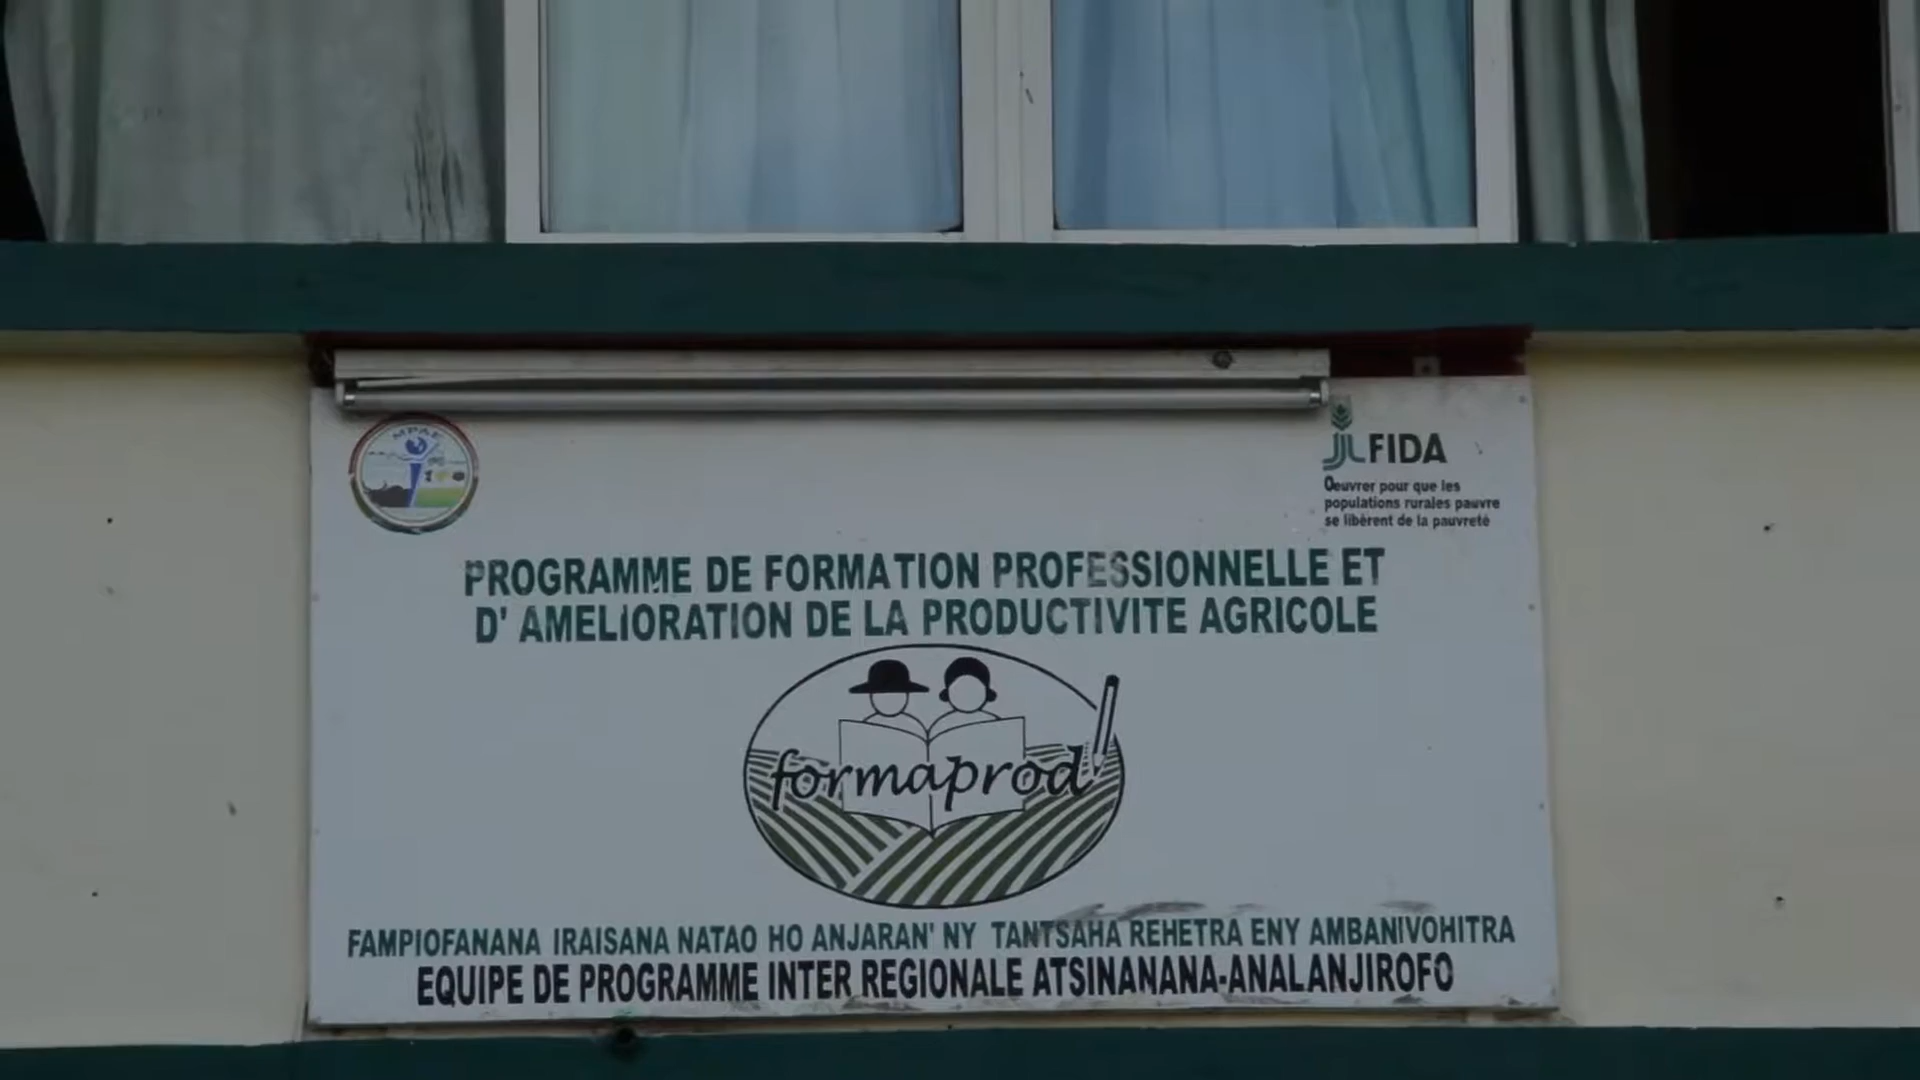 MPAE
FIDA
Oeuvrer pour que les
populations rurales pauvre
se libèrent de la pauvreté
PROGRAMME DE FORMATION PROFESSIONNELLE ET
D' AMELIORATION DE LA PRODUCTIVITE AGRICOLE
formaprod
FAMPIOFANANA IRAISANA NATAO HO ANJARAN' NY TANTSAHA REHETRA ENY AMBANIVOHITRA
EQUIPE DE PROGRAMME INTER REGIONALE ATSINANANA-ANALANJIROFO